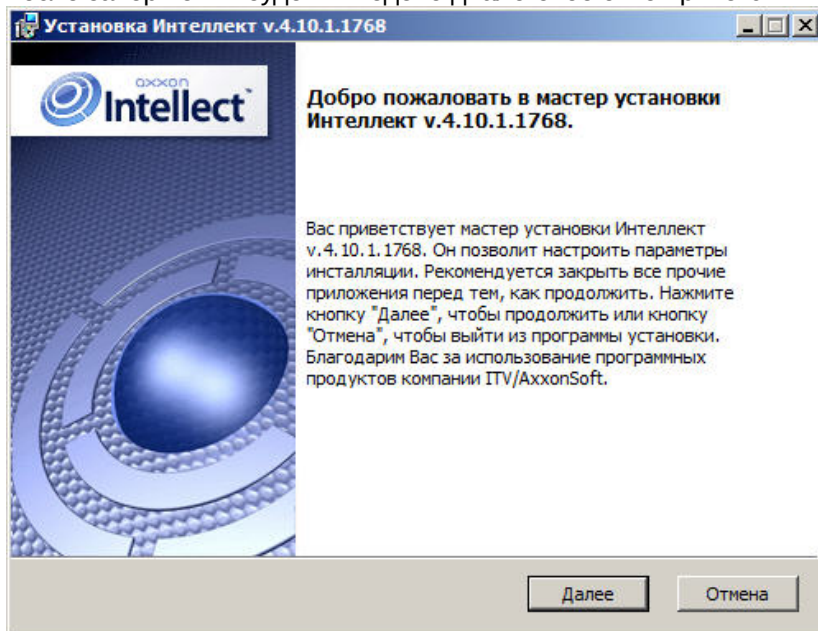 Установка Интеллект v.4.10.1.1768
axxon
Intellect
Добро пожаловать в мастер установки
Интеллект v.4.10.1.1768.
Вас приветствует мастер установки Интеллект
v.4.10.1.1768. Он позволит настроить параметры
инсталляции. Рекомендуется закрыть все прочие
приложения перед тем, как продолжить. Нажмите
кнопку "Далее", чтобы продолжить или кнопку
"Отмена", чтобы выйти из программы установки.
Благодарим Вас за использование программных
продуктов компании ITV/AxxonSoft.
Далее
Отмена